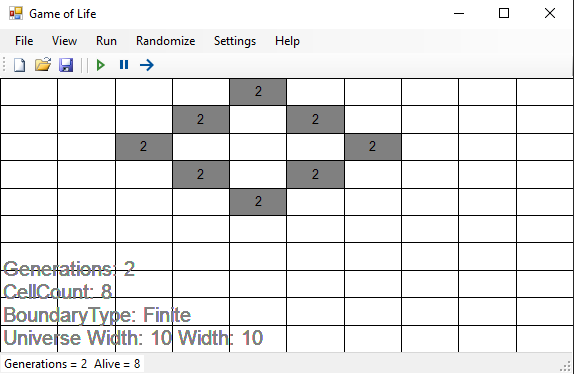 Game of Life
File View Run Randomize Settings Help
2
2 2
2 2
2 2
2
Generations: 2
CellCount: 8
BoundaryType: Finite
Universe Width: 10 Width: 10
Generations = 2 Alive = 8